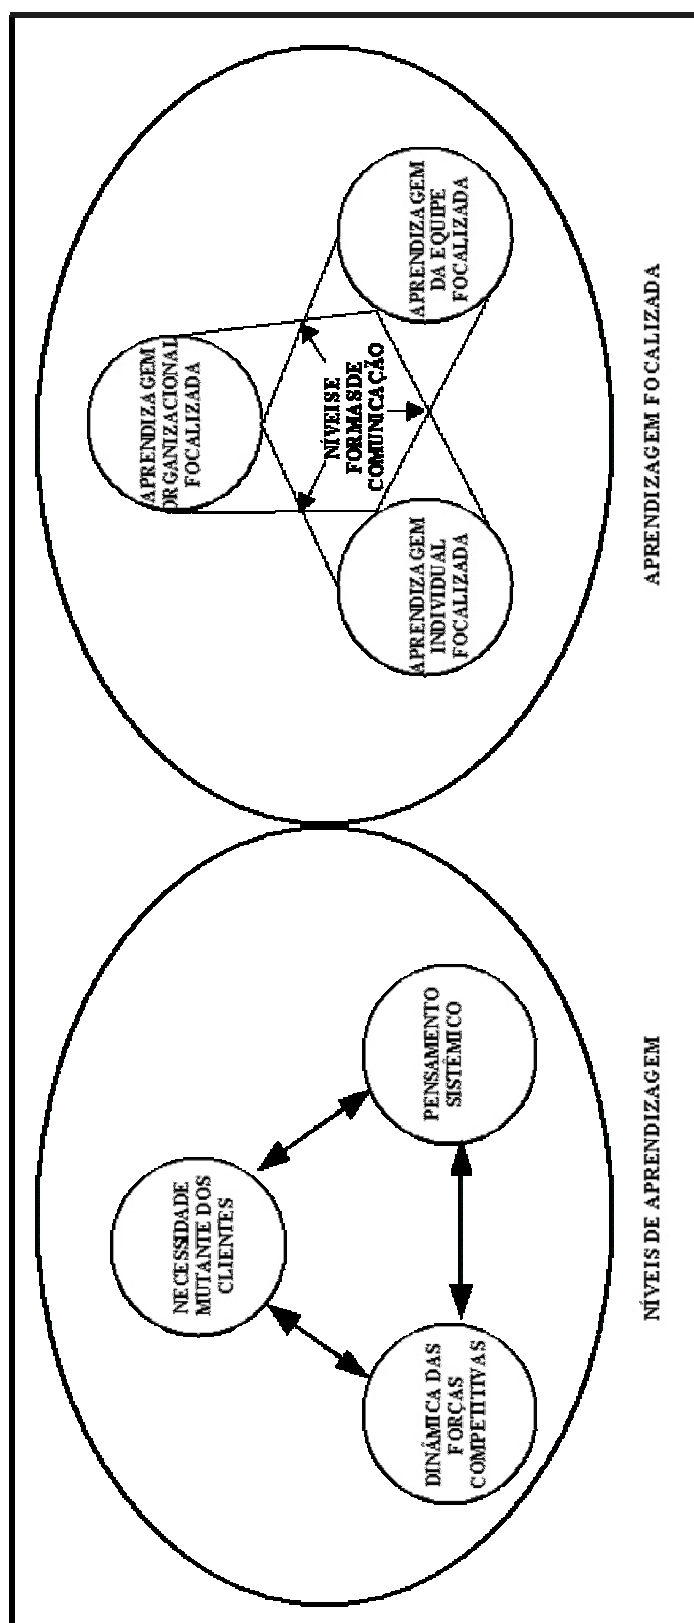 NECESSIDADE
MUTANTE DOS
CLIENTES
DINÂMICA DAS
FORÇAS
COMPETITIVAS
PENSAMENTO
SISTÊMICO
NÍVEIS DE APRENDIZAGEM
APRENDIZAGEM
ORGANIZACIONAL
FOCALIZADA
NÍVEIS E
FORMAS DE
COMUNICAÇÃO
APRENDIZAGEM
INDIVIDUAL
FOCALIZADA
APRENDIZAGEM
DA EQUIPE
FOCALIZADA
APRENDIZAGEM FOCALIZADA